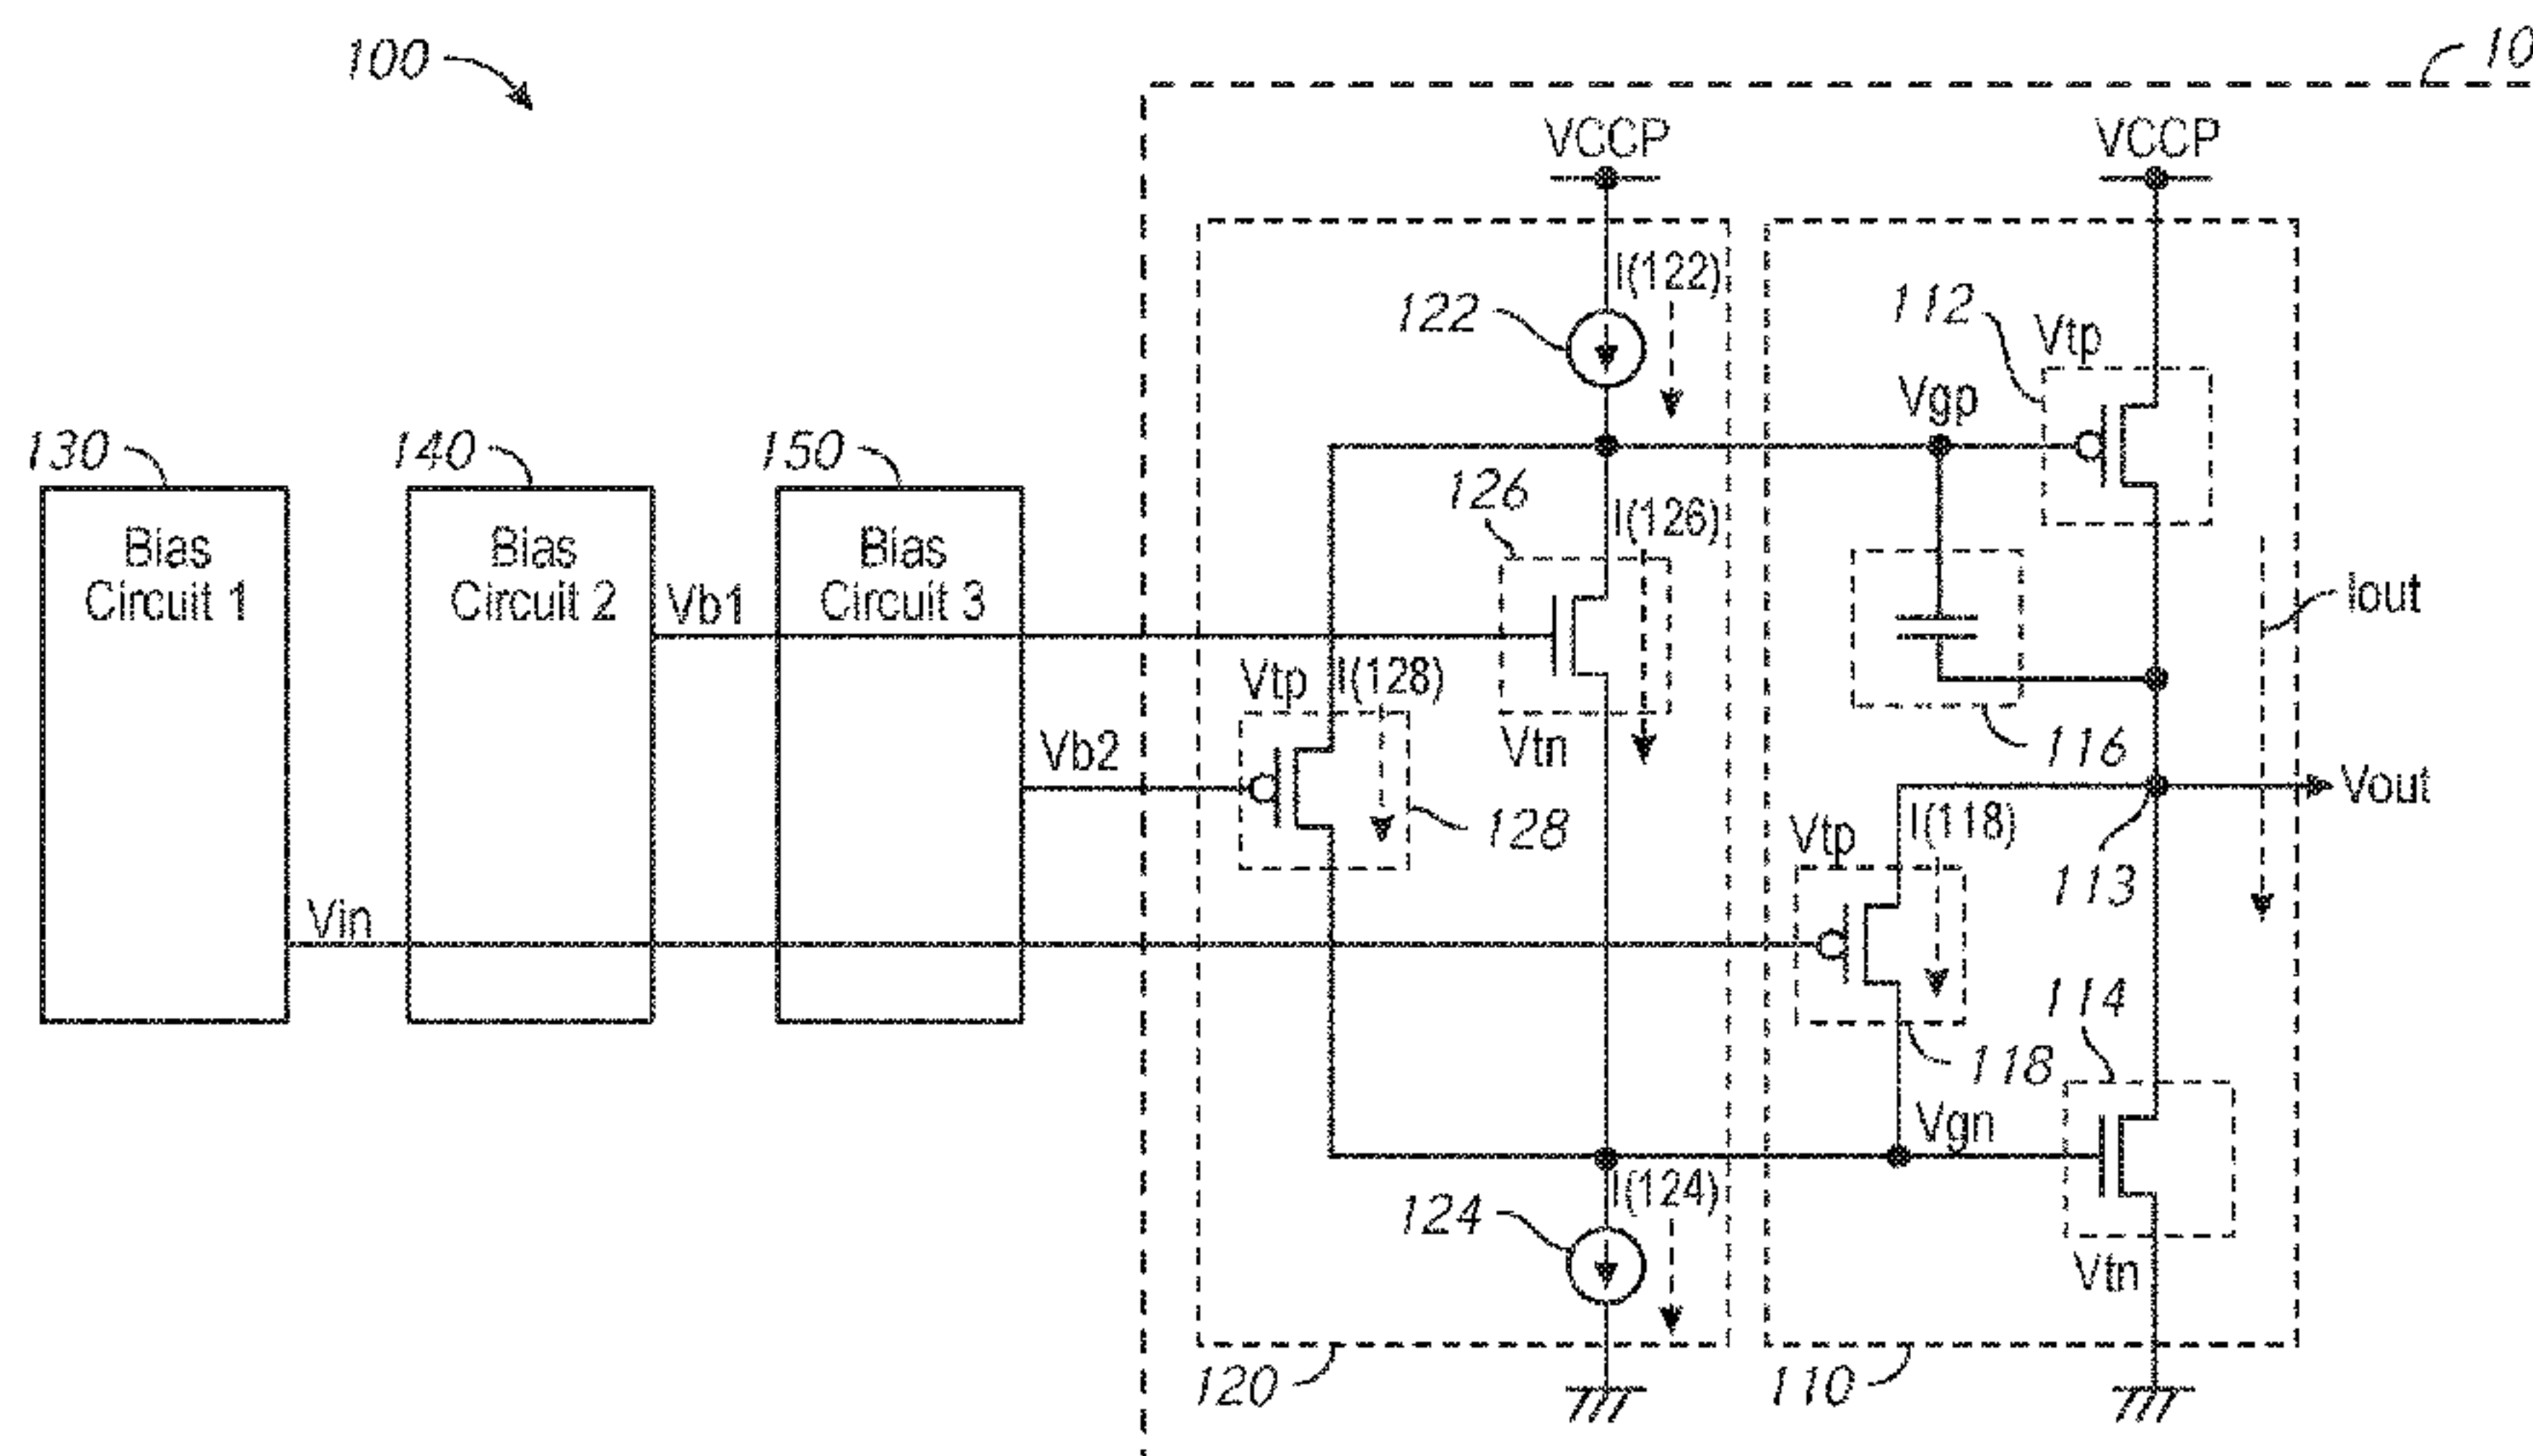 100
10
VCCP
VCCP
I(122)
122
112
Vtp
Vgp
130
140
150
126
I(126)
Bias
Circuit 1
Bias
Circuit 2
Vb1
Bias
Circuit 3
Iout
Vtp
I(128)
Vtn
116
Vb2
Vout
128
Vtp
I(118)
113
Vin
114
118
Vgn
I(124)
124
Vtn
120
110